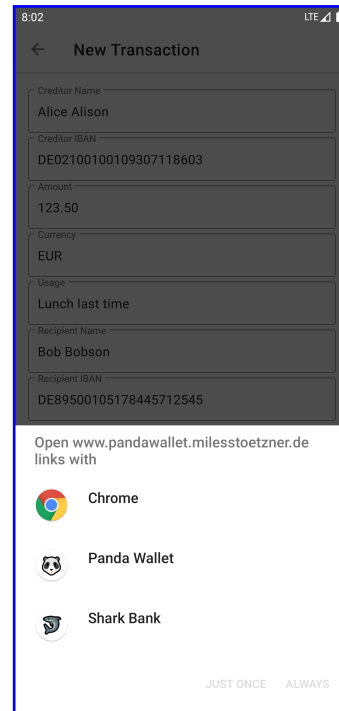 8:02 LTE
New Transaction
Creditor Name
Alice Alison
Creditor IBAN
DE02100100109307118603
Amount
123.50
Currency
EUR
Usage
Lunch last time
Recipient Name
Bob Bobson
Recipient IBAN
DE89500105178445712545
Open www.pandawallet.milesstoetzner.de
links with
Chrome
Panda Wallet
Shark Bank
JUST ONCE ALWAYS